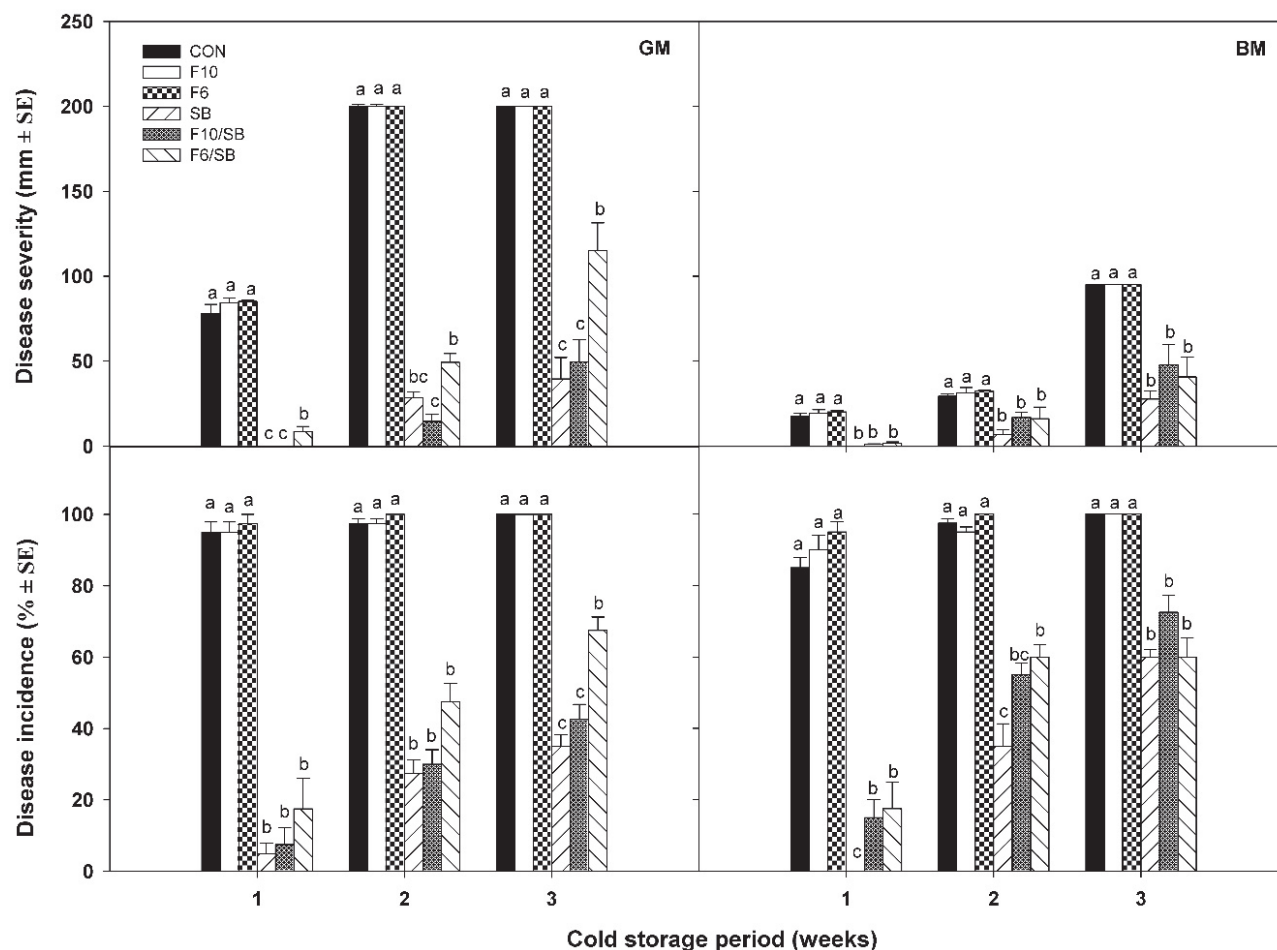 GM
BM
CON
F10
F6
SB
F10/SB
F6/SB
Disease severity (mm ± SE)
250
200
150
100
50
0
a a a c c b
a a a bc c b
a a a c c b
a a a b b b
a a a b b b
a a a b b b
Disease incidence (% ± SE)
100
80
60
40
20
0
a a a b b b
a a a b b b
a a a c c b
a a a c b b
a a a c bc b
a a a b b b
1 2 3 1 2 3
Cold storage period (weeks)